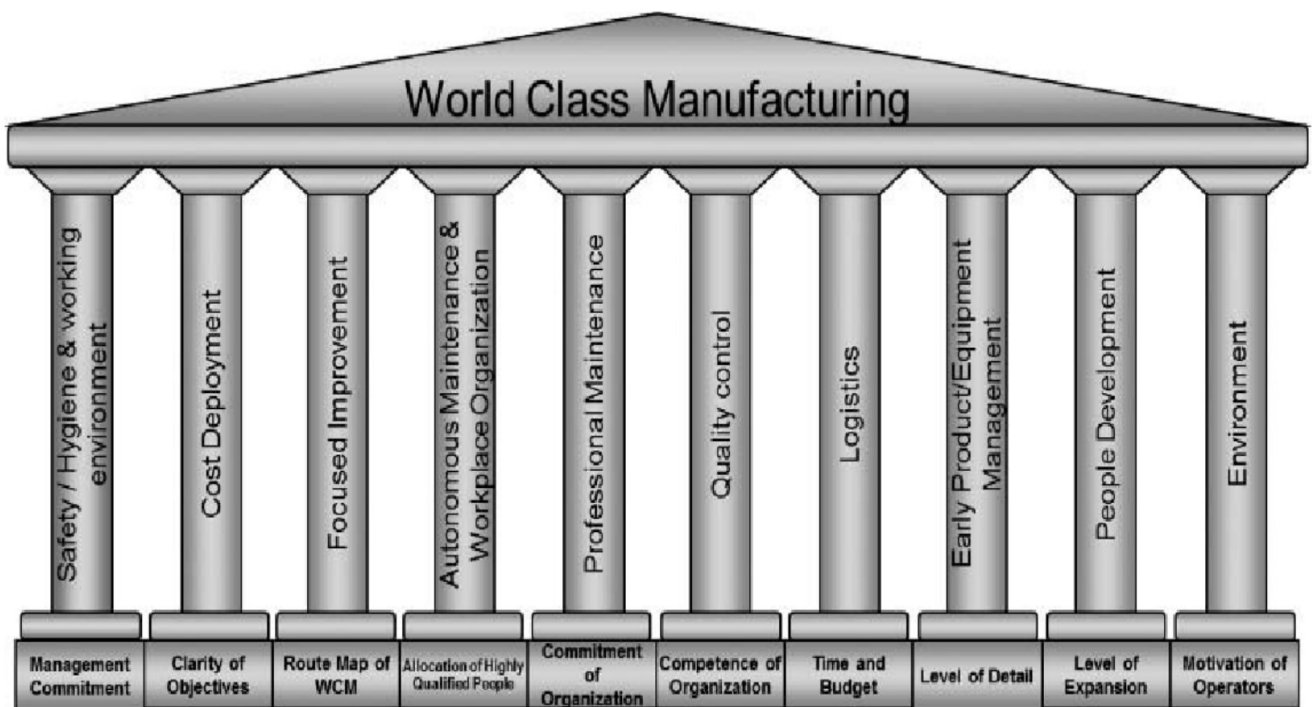 World Class Manufacturing
Safety / Hygiene & working
environment
Cost Deployment
Focused Improvement
Autonomous Maintenance &
Workplace Organization
Professional Maintenance
Quality control
Logistics
Early Product/Equipment
Management
People Development
Environment
Management
Commitment
Clarity of
Objectives
Route Map of
WCM
Allocation of Highly
Qualified People
Commitment
of
Organization
Competence of
Organization
Time and
Budget
Level of Detail
Level of
Expansion
Motivation of
Operators